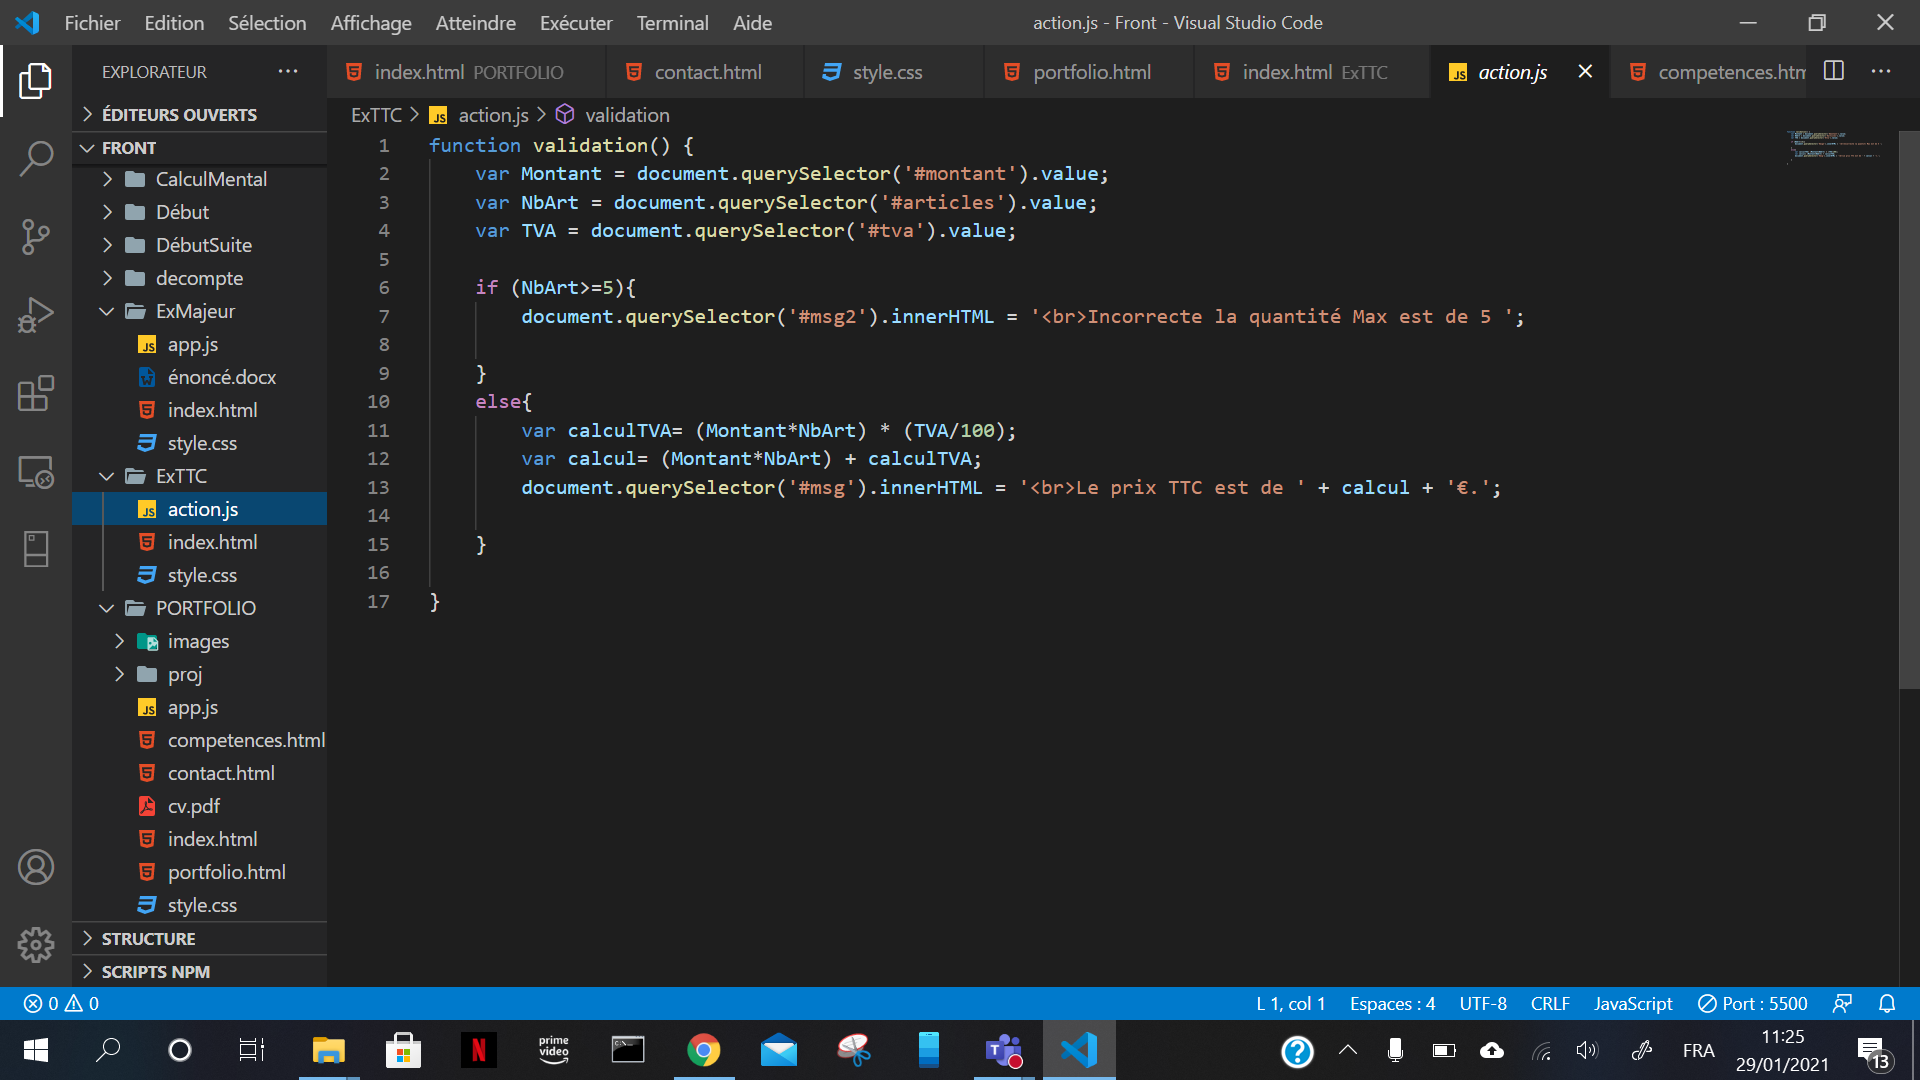 Fichier Edition Sélection Affichage Atteindre Exécuter Terminal Aide
action.js - Front - Visual Studio Code
EXPLORATEUR
index.html PORTFOLIO
contact.html
style.css
portfolio.html
index.html ExTTC
action.js
competences.htm
ÉDITEURS OUVERTS
FRONT
CalculMental
Début
DébutSuite
decompte
ExMajeur
app.js
énoncé.docx
index.html
style.css
ExTTC
action.js
index.html
style.css
PORTFOLIO
images
proj
app.js
competences.html
contact.html
cv.pdf
index.html
portfolio.html
style.css
STRUCTURE
SCRIPTS NPM
ExTTC > JS action.js > validation
1 function validation() {
2 var Montant = document.querySelector('#montant').value;
3 var NbArt = document.querySelector('#articles').value;
4 var TVA = document.querySelector('#tva').value;
5
6 if (NbArt>=5){
7 document.querySelector('#msg2').innerHTML = '<br>Incorrecte la quantité Max est de 5 ';
8
9 }
10 else{
11 var calculTVA= (Montant*NbArt) * (TVA/100);
12 var calcul= (Montant*NbArt) + calculTVA;
13 document.querySelector('#msg').innerHTML = '<br>Le prix TTC est de ' + calcul + '€.';
14
15 }
16
17 }
0 0
L 1, col 1 Espaces : 4 UTF-8 CRLF JavaScript Port : 5500
prime video
FRA
11:25
29/01/2021
13